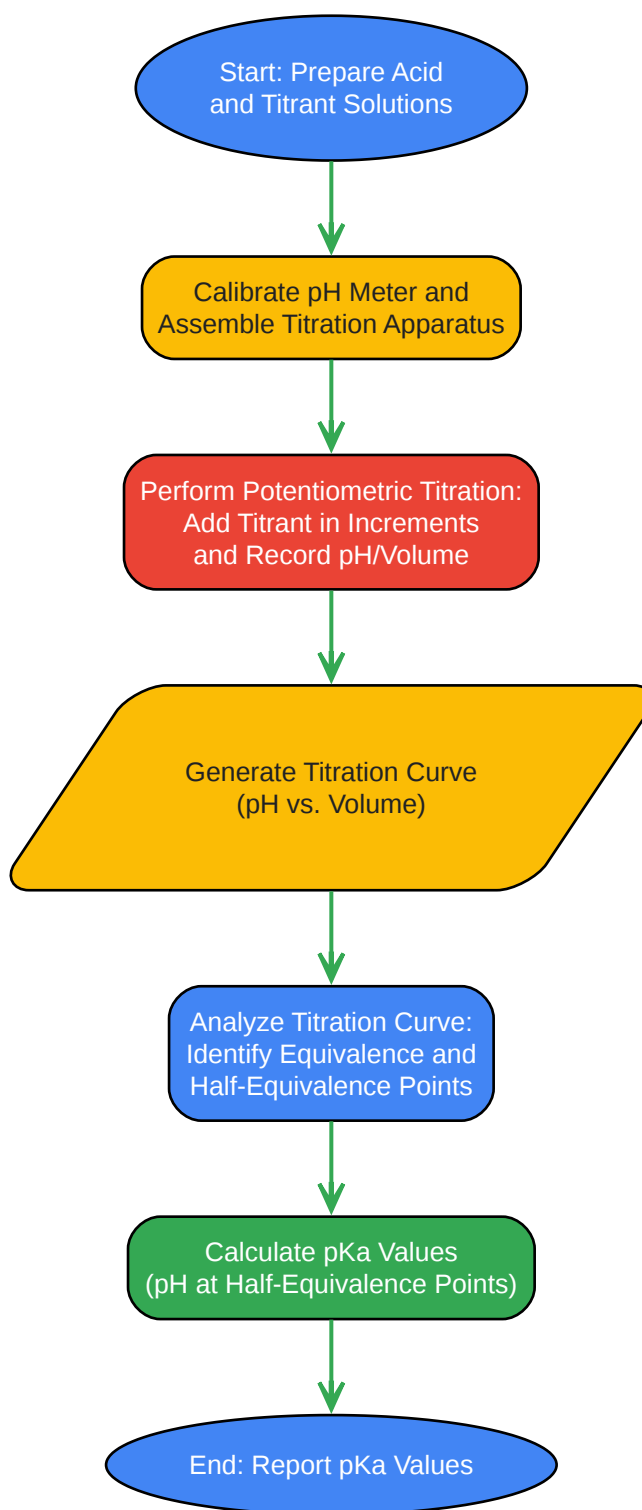 Start: Prepare Acid
and Titrant Solutions
Calibrate pH Meter and
Assemble Titration Apparatus
Perform Potentiometric Titration:
Add Titrant in Increments
and Record pH/Volume
Generate Titration Curve
(pH vs. Volume)
Analyze Titration Curve:
Identify Equivalence and
Half-Equivalence Points
Calculate pKa Values
(pH at Half-Equivalence Points)
End: Report pKa Values